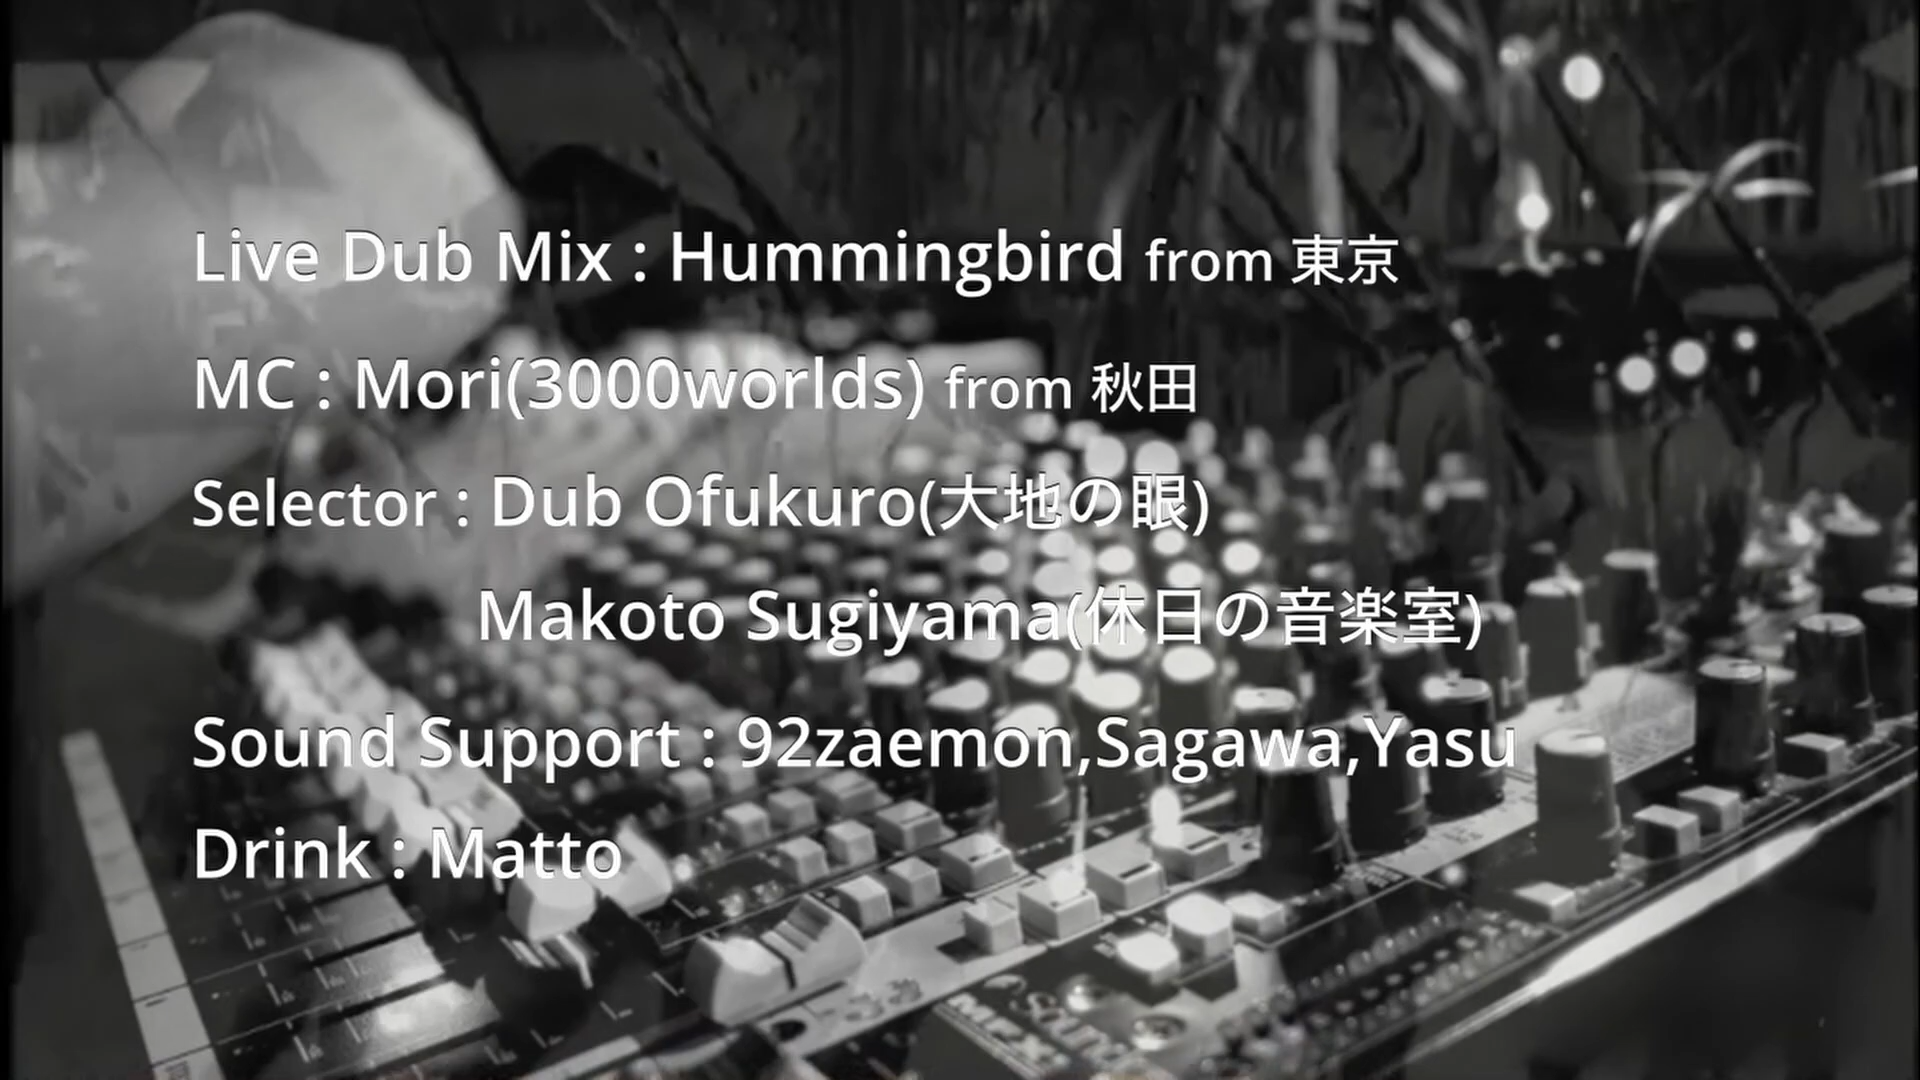 Live Dub Mix : Hummingbird from 東京
MC : Mori(3000worlds) from 秋田
Selector : Dub Ofukuro(大地の眼)
Makoto Sugiyama(休日の音楽室)
Sound Support : 92zaemon,Sagawa,Yasu
Drink : Matto